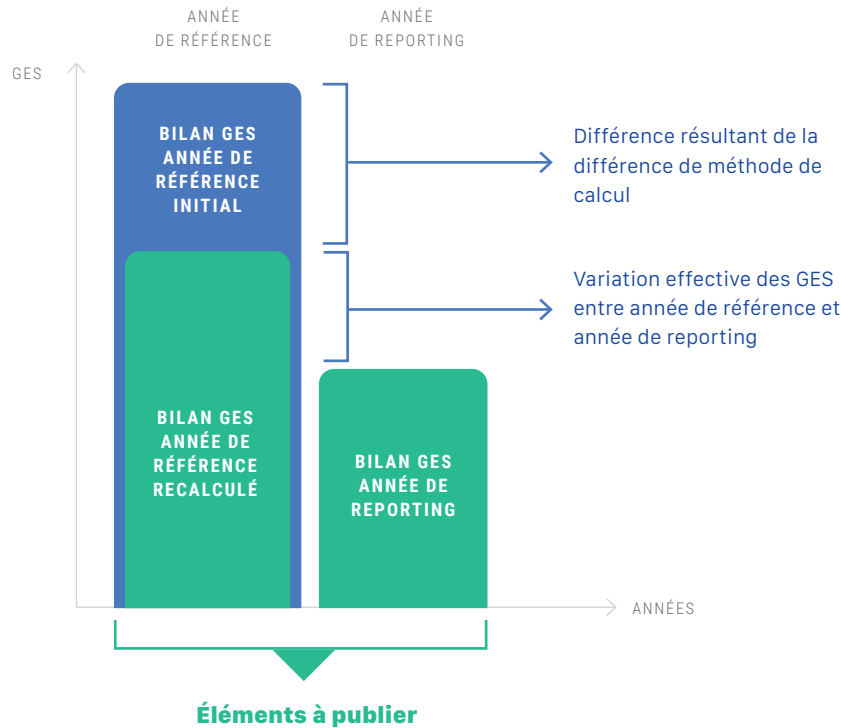 ANNÉE
DE RÉFÉRENCE
ANNÉE
DE REPORTING
GES
BILAN GES
ANNÉE DE
RÉFÉRENCE
INITIAL
Différence résultant de la
différence de méthode de
calcul
Variation effective des GES
entre année de référence et
année de reporting
BILAN GES
ANNÉE DE
RÉFÉRENCE
RECALCULÉ
BILAN GES
ANNÉE DE
REPORTING
ANNÉES
Éléments à publier